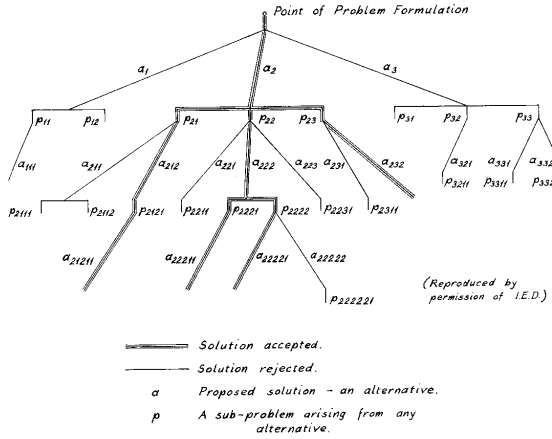 Point of Problem Formulation
a1 a2 a3
p11 p12 p21 p22 p23 p31 p32 p33
a111 a211 a212 a221 a222 a223 a231 a232 a321 a331 a332
p2111 p2112 p2121 p2211 p2221 p2222 p2231 p2311 p3211 p3311 p332
a21211 a22211 a22221 a22222
p222221
(Reproduced by
permission of I.E.D.)
Solution accepted.
Solution rejected.
a Proposed solution - an alternative.
p A sub-problem arising from any
alternative.